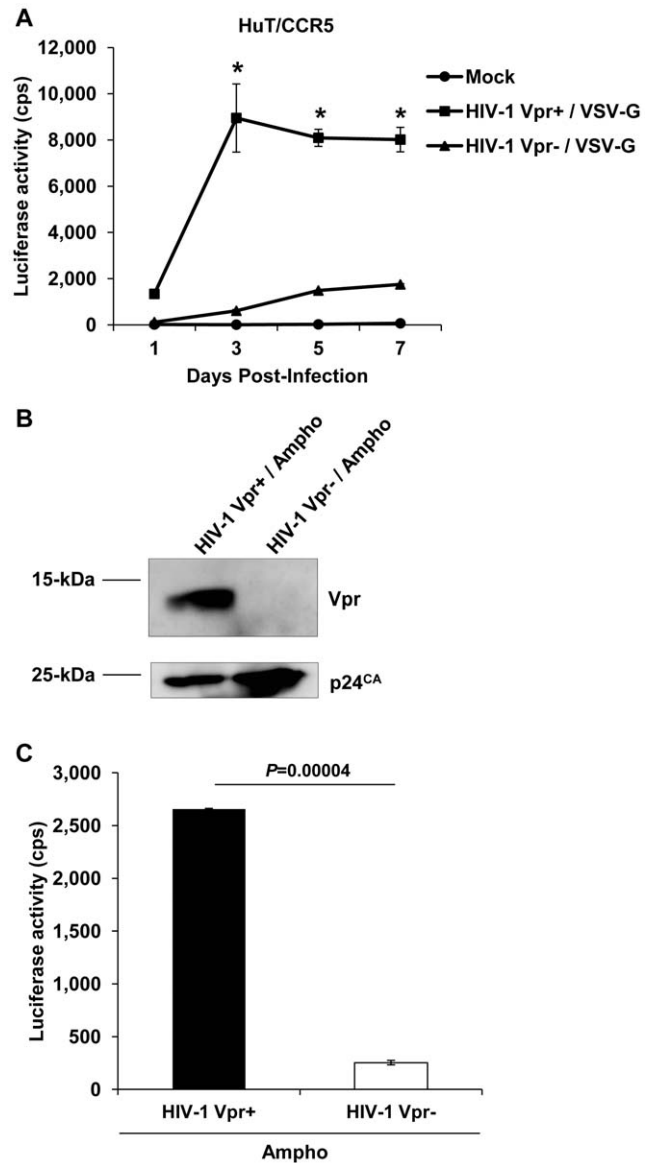 A
HuT/CCR5
Luciferase activity (cps)
12,000
10,000
8,000
6,000
4,000
2,000
0
* * *
Mock
HIV-1 Vpr+ / VSV-G
HIV-1 Vpr- / VSV-G
1 3 5 7
Days Post-Infection
B
HIV-1 Vpr+ / Ampho
HIV-1 Vpr- / Ampho
15-kDa
Vpr
25-kDa
p24CA
C
P=0.00004
Luciferase activity (cps)
3,000
2,500
2,000
1,500
1,000
500
0
HIV-1 Vpr+ HIV-1 Vpr-
Ampho